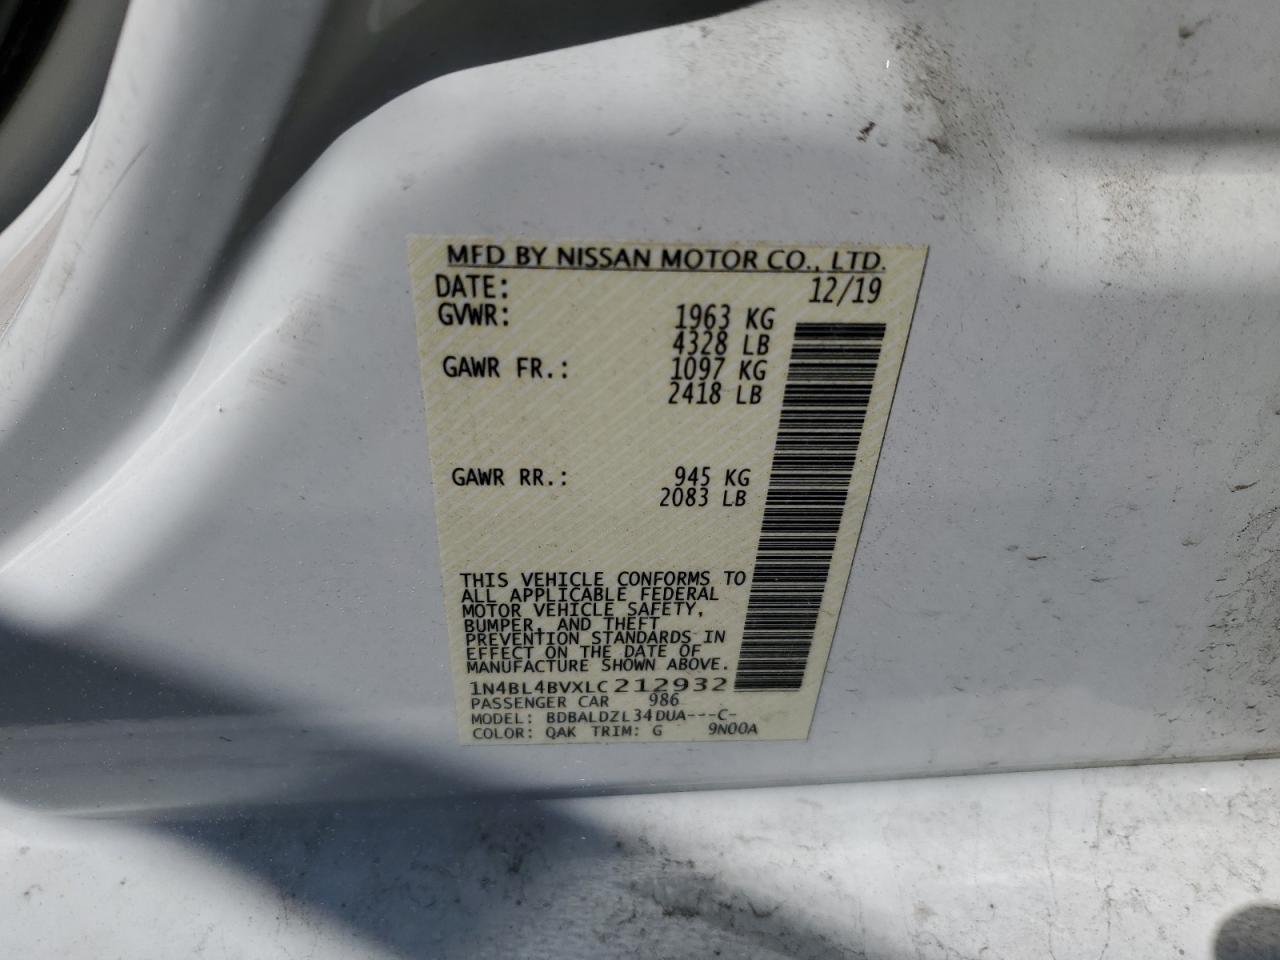 MFD BY NISSAN MOTOR CO., LTD.
DATE: 12/19
GVWR: 1963 KG
4328 LB
GAWR FR.: 1097 KG
2418 LB
GAWR RR.: 945 KG
2083 LB
THIS VEHICLE CONFORMS TO
ALL APPLICABLE FEDERAL
MOTOR VEHICLE SAFETY,
BUMPER, AND THEFT
PREVENTION STANDARDS IN
EFFECT ON THE DATE OF
MANUFACTURE SHOWN ABOVE.
1N4BL4BVXLC212932
PASSENGER CAR 986
MODEL: BDBALDZL34DUA---C-
COLOR: QAK TRIM: G 9N00A